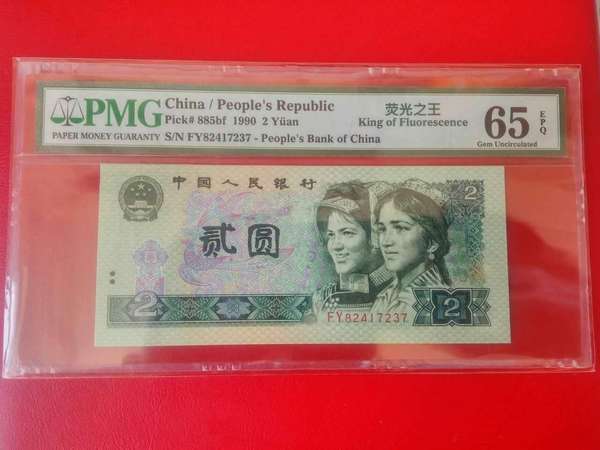 PMG
PAPER MONEY GUARANTY
China / People's Republic
Pick# 885bf 1990 2 Yüan
S/N FY82417237 - People's Bank of China
荧光之王
King of Fluorescence
65 EPQ
Gem Uncirculated
中国人民银行
2
贰圆
2
2
FY82417237